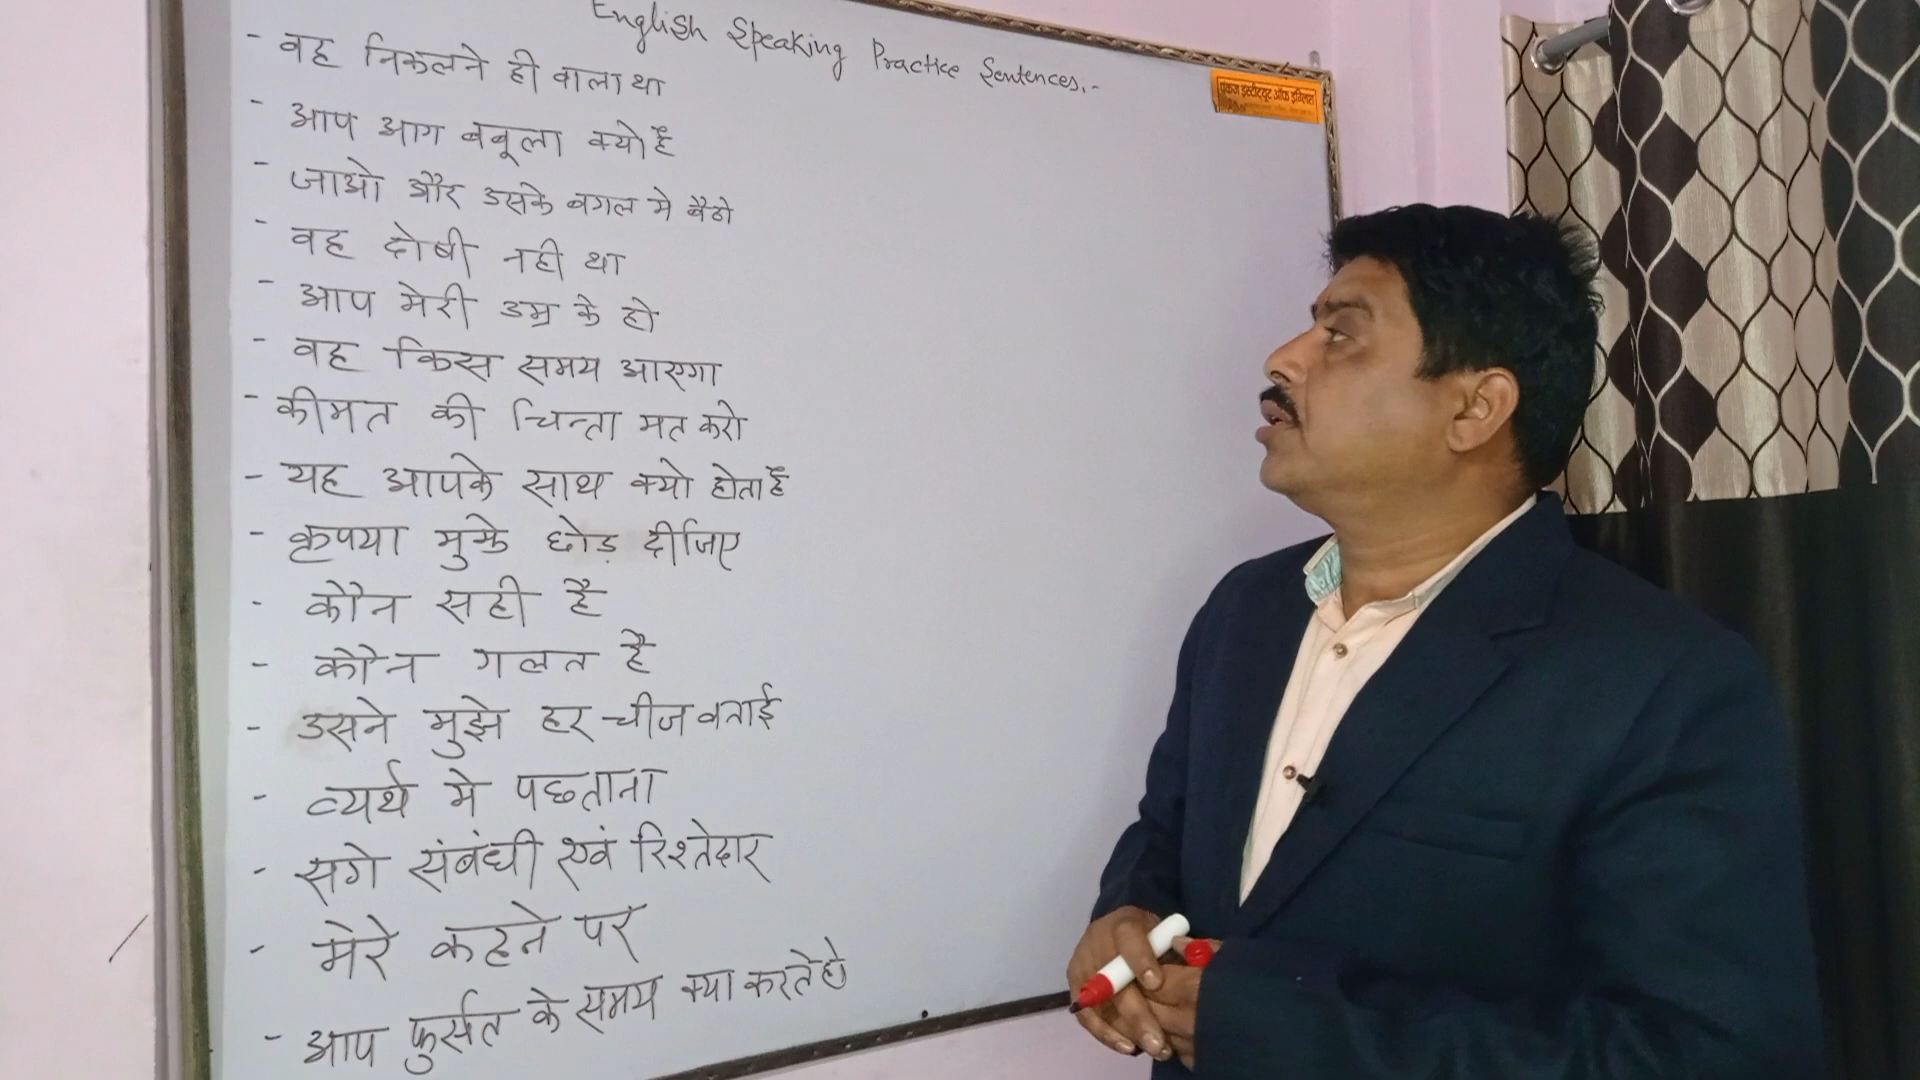 English Speaking Practice Sentences.-
पंकज इंस्टीट्यूट ऑफ इंग्लिश
- वह निकलने ही वाला था
- आप आग बबूला क्यो है
- जाओ और उसके बगल मे बैठो
- वह दोषी नही था
- आप मेरी उम्र के हो
- वह किस समय आएगा
- कीमत की चिन्ता मत करो
- यह आपके साथ क्यो होता है
- कृपया मुझे छोड़ दीजिए
- कौन सही है
- कौन गलत है
- उसने मुझे हर चीज बताई
- व्यर्थ मे पछताना
- सगे संबंधी एवं रिश्तेदार
- मेरे कहने पर
- आप फुर्सत के समय क्या करते हो